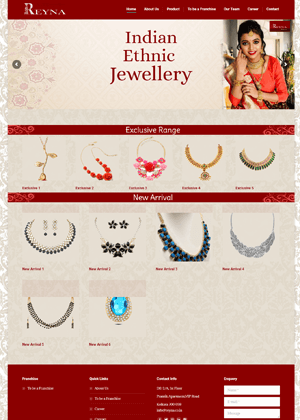 REYNA
Home About Us Product To be a Franchise Our Team Career Contact
Indian
Ethnic
Jewellery
Exclusive Range
Exclusive 1 Exclusive 2 Exclusive 3 Exclusive 4 Exclusive 5
New Arrival
New Arrival 1 New Arrival 2 New Arrival 3 New Arrival 4
New Arrival 5 New Arrival 6
Franchise Quick Links Contact Info Enquiry
To be a Franchise
About Us
To be a Franchise
Career
Contact